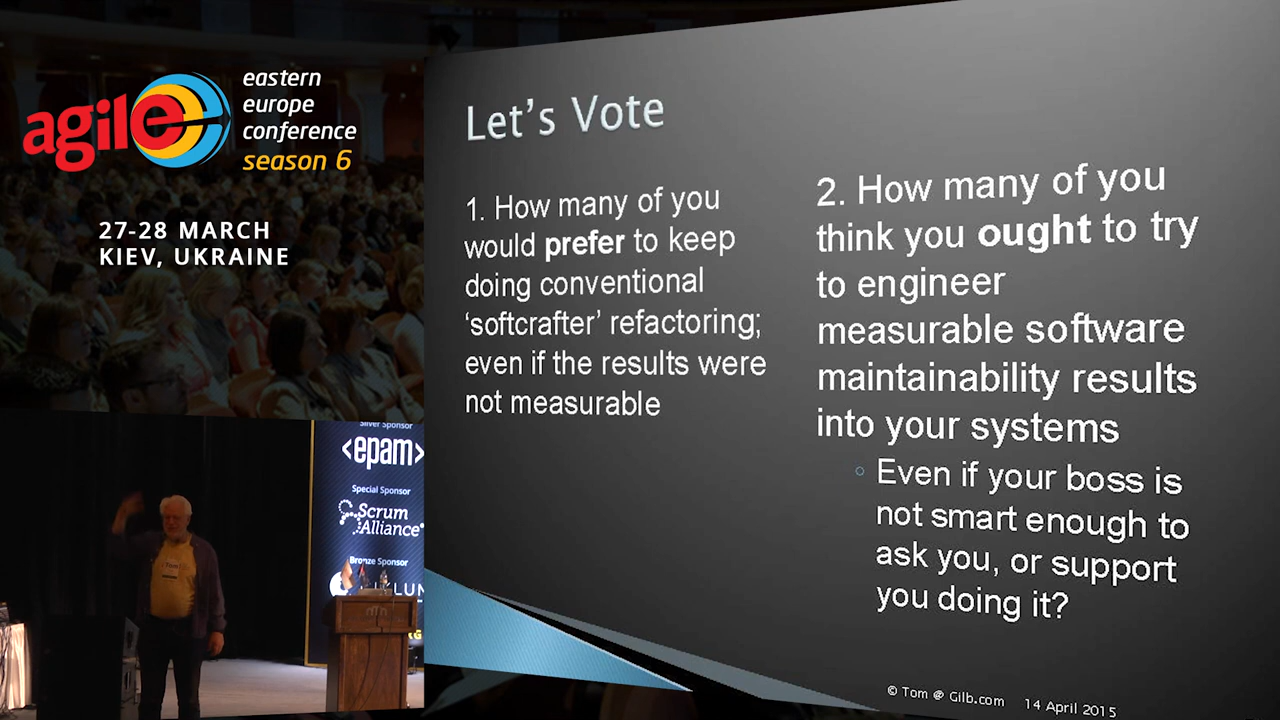 agile
eastern
europe
conference
season 6
27-28 MARCH
KIEV, UKRAINE
Silver Sponsor
<epam>
Special Sponsor
Scrum
Alliance
Bronze Sponsor
Let's Vote
1. How many of you
would prefer to keep
doing conventional
‘softcrafter’ refactoring;
even if the results were
not measurable
2. How many of you
think you ought to try
to engineer
measurable software
maintainability results
into your systems
◦ Even if your boss is
not smart enough to
ask you, or support
you doing it?
© Tom @ Gilb.com 14 April 2015